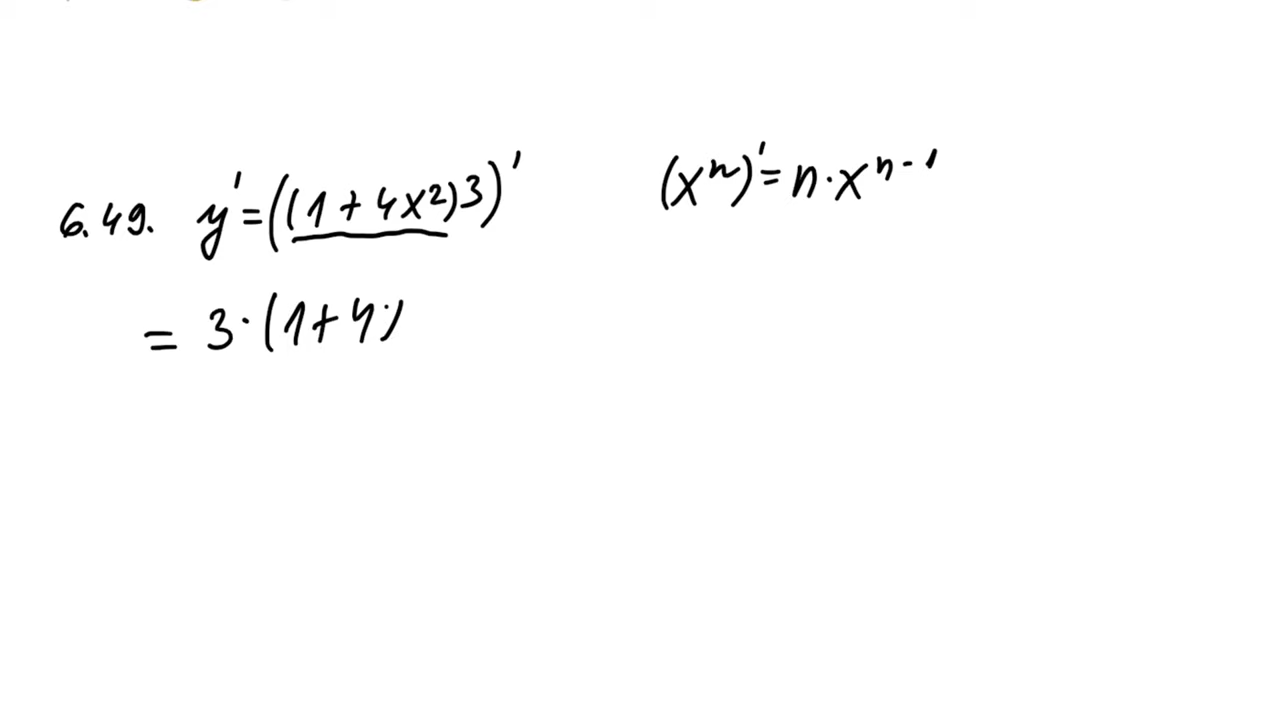 6.49. y' = ((1 + 4x²)3)' (xⁿ)' = n · xⁿ⁻¹
= 3 · (1 + 4